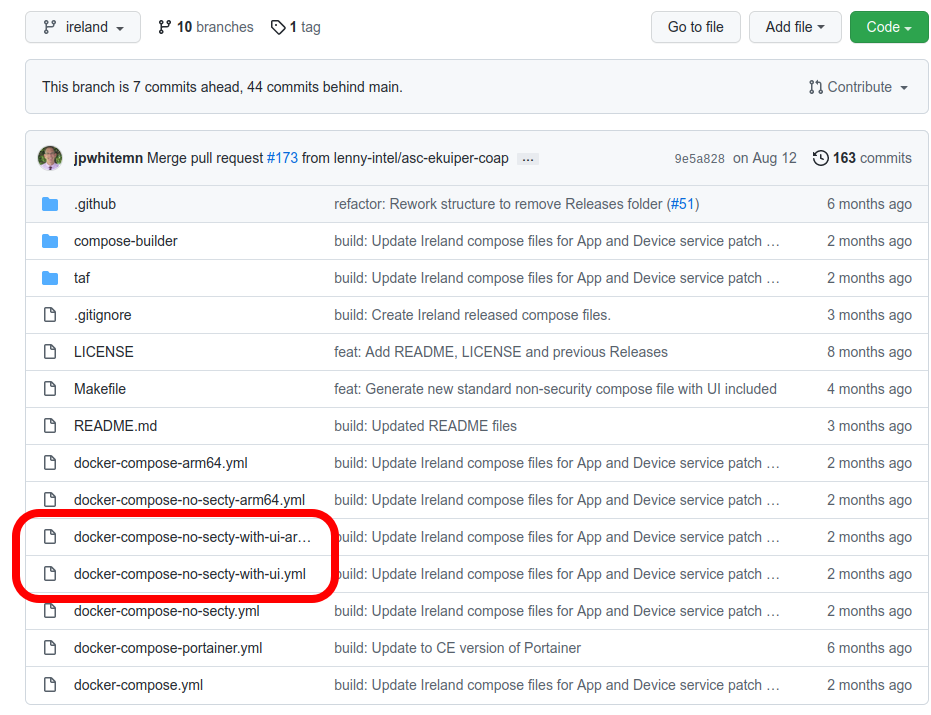 ireland 10 branches 1 tag Go to file Add file Code
This branch is 7 commits ahead, 44 commits behind main. Contribute
jpwhitemn Merge pull request #173 from lenny-intel/asc-ekuiper-coap ... 9e5a828 on Aug 12 163 commits
.github refactor: Rework structure to remove Releases folder (#51) 6 months ago
compose-builder build: Update Ireland compose files for App and Device service patch … 2 months ago
taf build: Update Ireland compose files for App and Device service patch … 2 months ago
.gitignore build: Create Ireland released compose files. 3 months ago
LICENSE feat: Add README, LICENSE and previous Releases 8 months ago
Makefile feat: Generate new standard non-security compose file with UI included 4 months ago
README.md build: Updated README files 3 months ago
docker-compose-arm64.yml build: Update Ireland compose files for App and Device service patch … 2 months ago
docker-compose-no-secty-arm64.yml build: Update Ireland compose files for App and Device service patch … 2 months ago
docker-compose-no-secty-with-ui-ar… build: Update Ireland compose files for App and Device service patch … 2 months ago
docker-compose-no-secty-with-ui.yml build: Update Ireland compose files for App and Device service patch … 2 months ago
docker-compose-no-secty.yml build: Update Ireland compose files for App and Device service patch … 2 months ago
docker-compose-portainer.yml build: Update to CE version of Portainer 6 months ago
docker-compose.yml build: Update Ireland compose files for App and Device service patch … 2 months ago